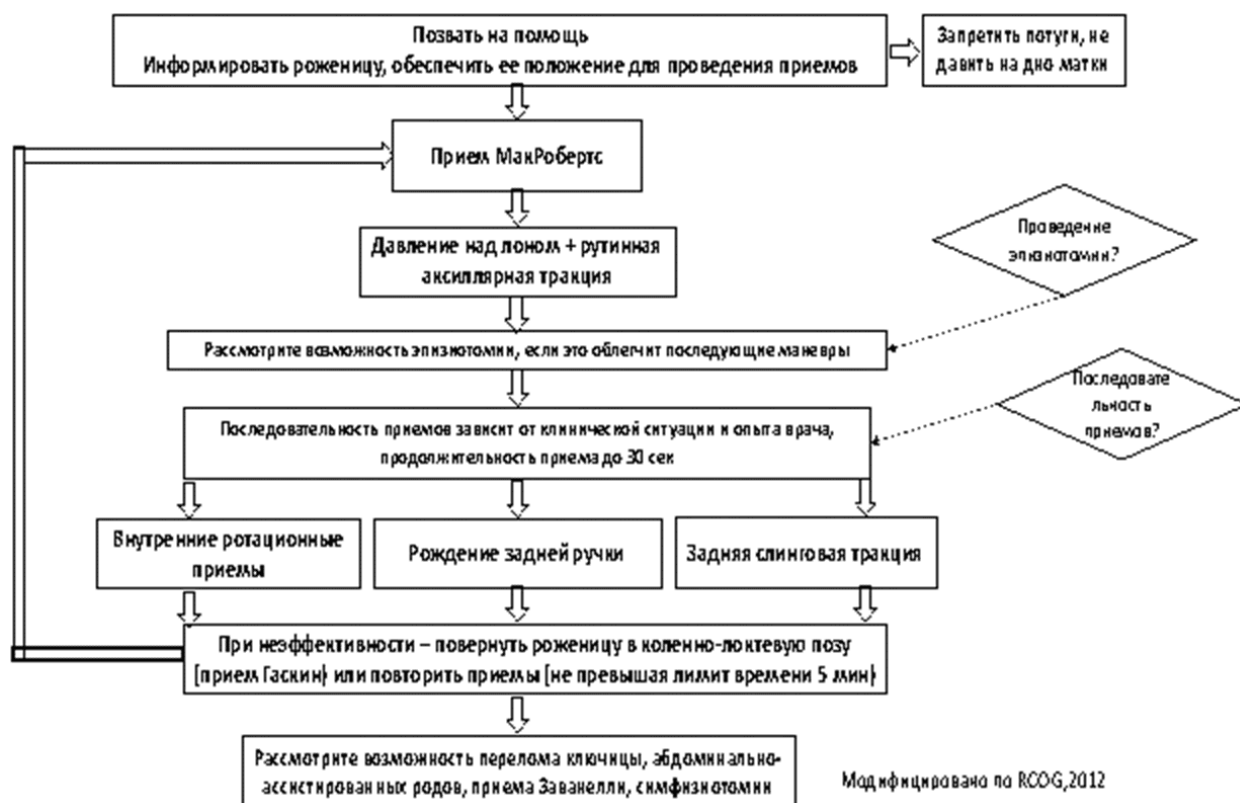 Позвать на помощь
Информировать роженицу, обеспечить ее положение для проведения приемов
Запретить потуги, не
давить на дно матки
Прием МакРобертс
Давление над лоном + рутинная
аксиллярная тракция
Проведение
эпизиотомии?
Рассмотрите возможность эпизиотомии, если это облегчит последующие маневры
Последовате
льность
приемов?
Последовательность приемов зависит от клинической ситуации и опыта врача,
продолжительность приема до 30 сек
Внутренние ротационные
приемы
Рождение задней ручки
Задняя слинговая тракция
При неэффективности – повернуть роженицу в коленно-локтевую позу
(прием Гаскин) или повторить приемы (не превышая лимит времени 5 мин)
Рассмотрите возможность перелома ключицы, абдоминально-
ассистированных родов, приема Заванелли, симфизиотомии
Модифицировано по RCOG,2012